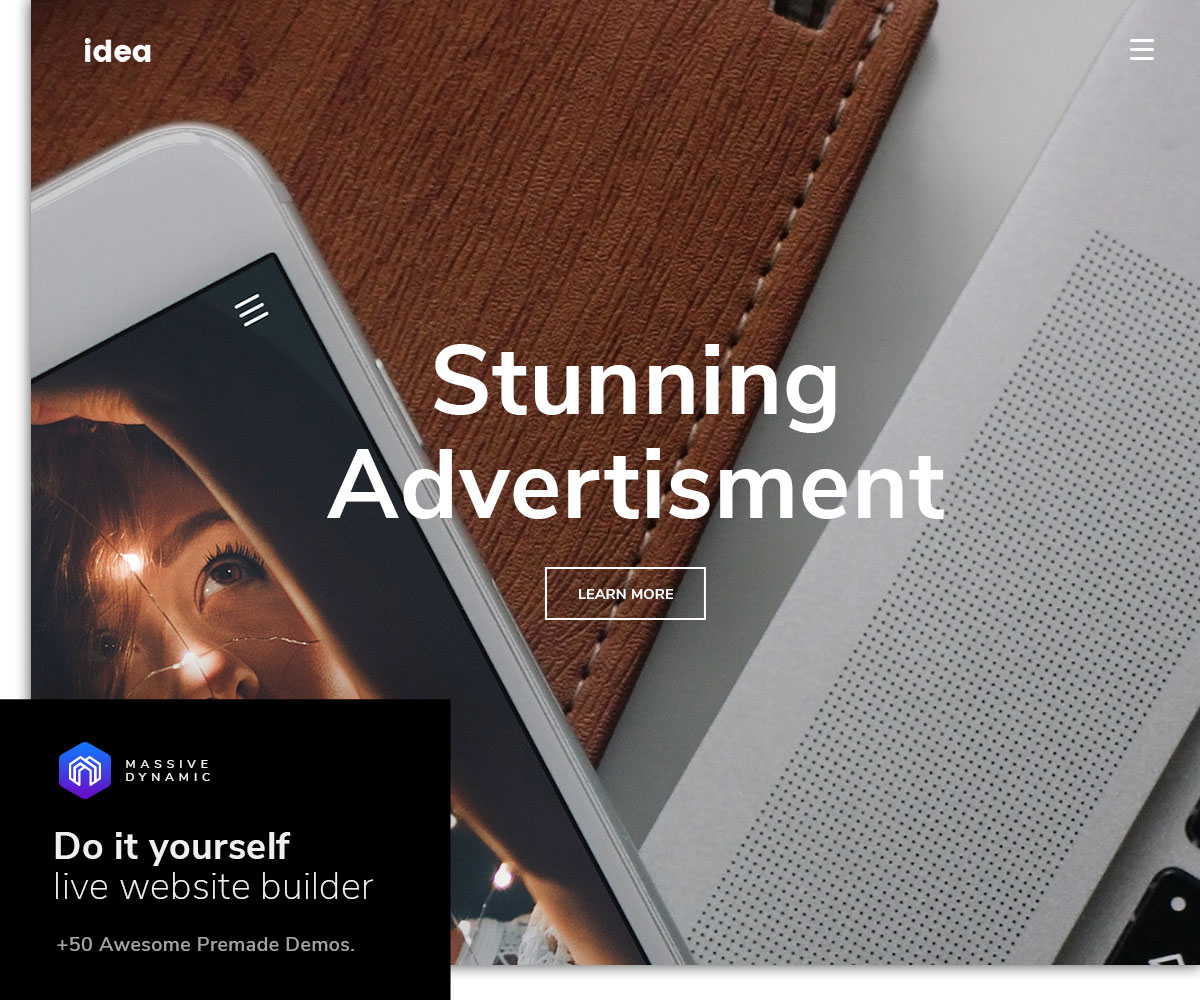 idea
Stunning
Advertisment
LEARN MORE
MASSIVE
DYNAMIC
Do it yourself
live website builder
+50 Awesome Premade Demos.